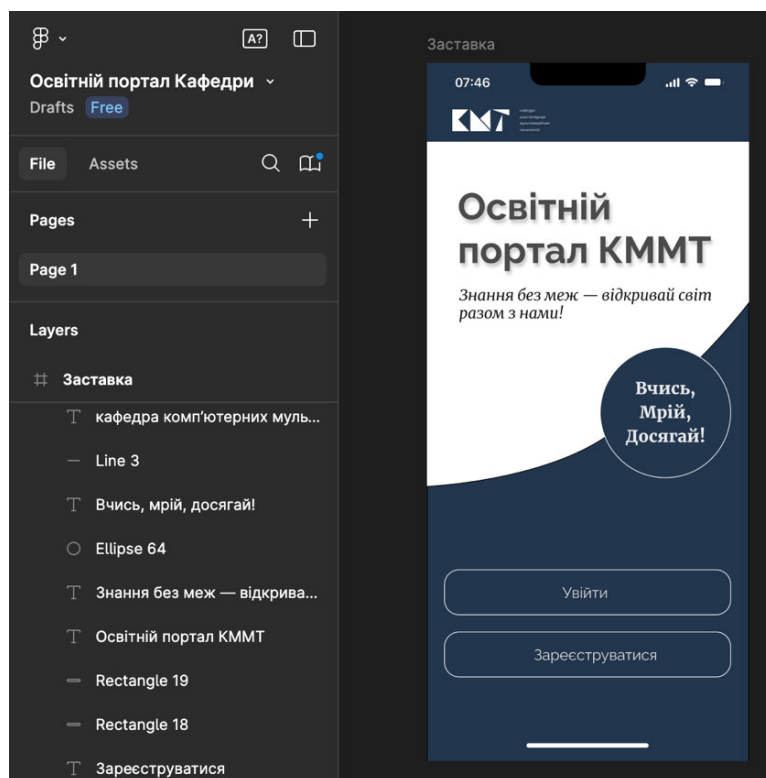 A?
Освітній портал Кафедри
Drafts Free
File Assets
Pages
Page 1
Layers
Заставка
кафедра комп’ютерних муль...
Line 3
Вчись, мрій, досягай!
Ellipse 64
Знання без меж — відкрива...
Освітній портал КММТ
Rectangle 19
Rectangle 18
Зареєструватися
Заставка
07:46
КМТ
Освітній
портал КММТ
Знання без меж — відкривай світ
разом з нами!
Вчись,
Мрій,
Досягай!
Увійти
Зареєструватися